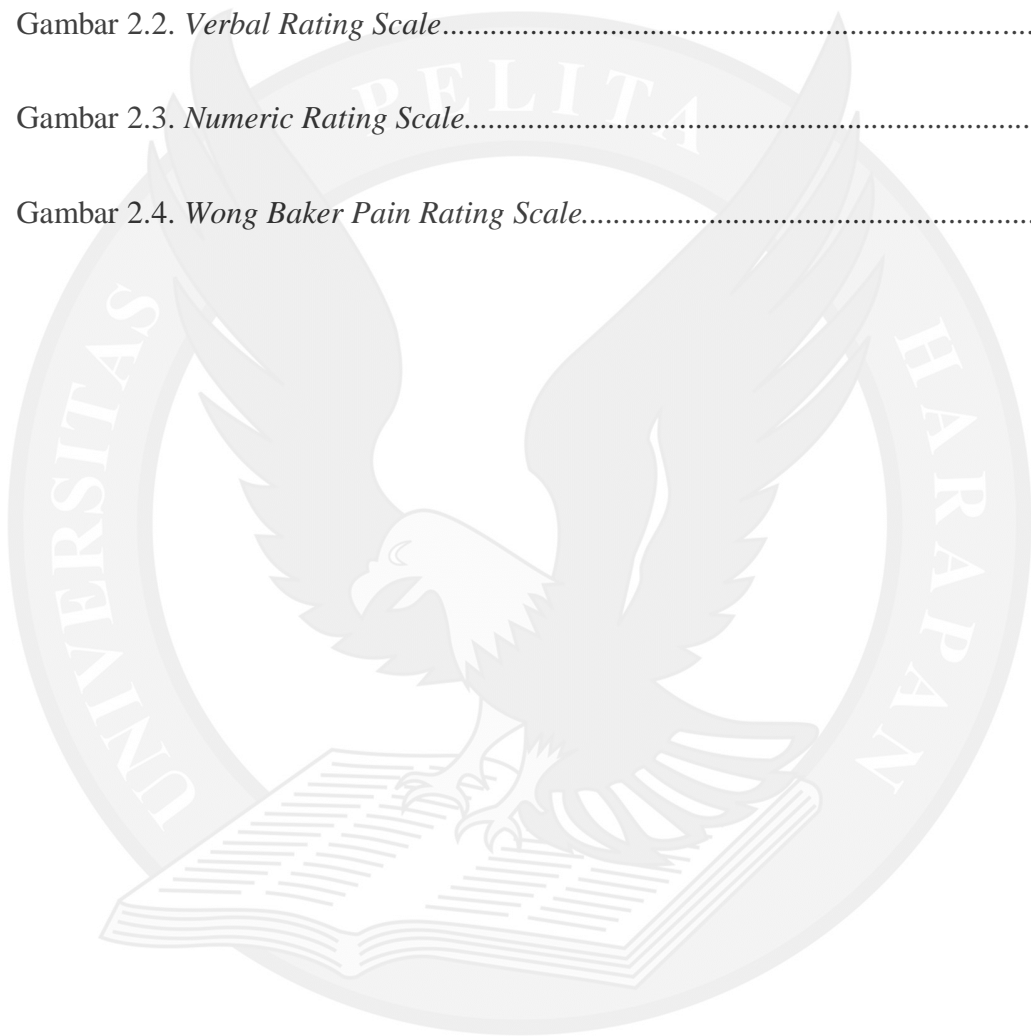 Gambar 2.2. Verbal Rating Scale................................................................................
Gambar 2.3. Numeric Rating Scale.............................................................................
Gambar 2.4. Wong Baker Pain Rating Scale...............................................................
UNIVERSITAS PELITA HARAPAN